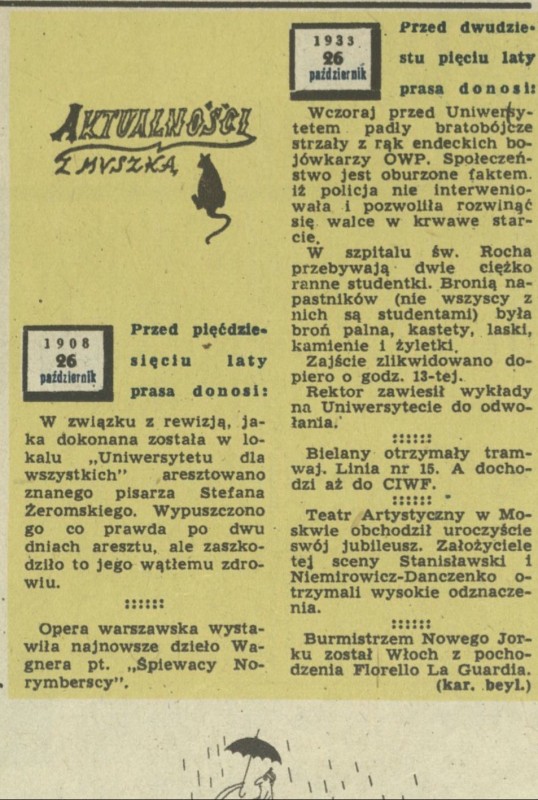 AKTUALNOŚCI
Z MUSZKĄ
1908
26
październik
Przed pięćdzie-
sięciu laty
prasa donosi:
W związku z rewizją, ja-
ka dokonana została w lo-
kalu „Uniwersytetu dla
wszystkich" aresztowano
znanego pisarza Stefana
Żeromskiego. Wypuszczono
go co prawda po dwu
dniach aresztu, ale zaszko-
dziło to jego wątłemu zdro-
wiu.
::::::
Opera warszawska wysta-
wiła najnowsze dzieło Wa-
gnera pt. „Śpiewacy No-
rymberscy".
1933
26
październik
Przed dwudzie-
stu pięciu laty
prasa donosi:
Wczoraj przed Uniwersy-
tetem padły bratobójcze
strzały z rąk endeckich bo-
jówkarzy OWP. Społeczeń-
stwo jest oburzone faktem.
iż policja nie interwenio-
wała i pozwoliła rozwinąć
się walce w krwawe star-
cie.
W szpitalu św. Rocha
przebywają dwie ciężko
ranne studentki. Bronią na-
pastników (nie wszyscy z
nich są studentami) była
broń palna, kastety, laski,
kamienie i żyletki.
Zajście zlikwidowano do-
piero o godz. 13-tej.
Rektor zawiesił wykłady
na Uniwersytecie do odwo-
łania.
::::::
Bielany otrzymały tram-
waj. Linia nr 15. A docho-
dzi aż do CIWF.
::::::
Teatr Artystyczny w Mo-
skwie obchodził uroczyście
swój jubileusz. Założyciele
tej sceny Stanisławski i
Niemirowicz-Danczenko o-
trzymali wysokie odznacze-
nia.
::::::
Burmistrzem Nowego Jor-
ku został Włoch z pocho-
dzenia Florello La Guardia.
(kar. beyl.)